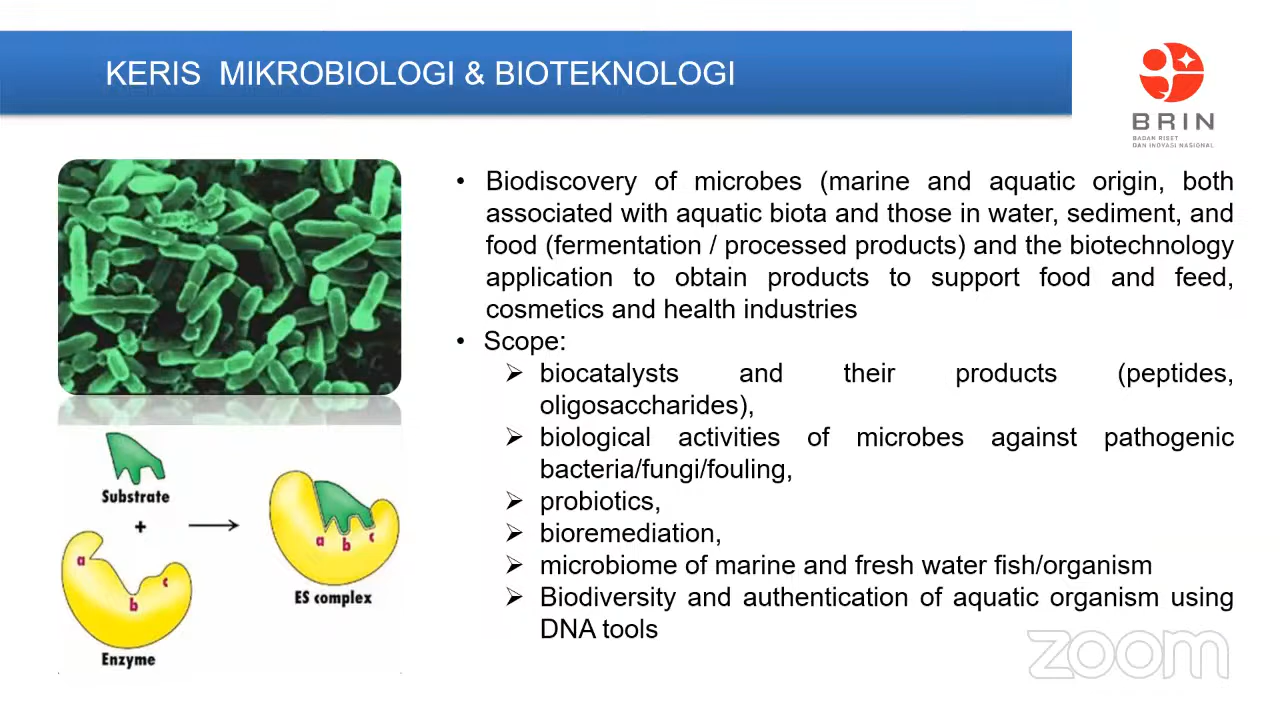 KERIS MIKROBIOLOGI & BIOTEKNOLOGI
BRIN
BADAN RISET
DAN INOVASI NASIONAL
• Biodiscovery of microbes (marine and aquatic origin, both
associated with aquatic biota and those in water, sediment, and
food (fermentation / processed products) and the biotechnology
application to obtain products to support food and feed,
cosmetics and health industries
• Scope:
➢ biocatalysts and their products (peptides,
oligosaccharides),
➢ biological activities of microbes against pathogenic
bacteria/fungi/fouling,
➢ probiotics,
➢ bioremediation,
➢ microbiome of marine and fresh water fish/organism
➢ Biodiversity and authentication of aquatic organism using
DNA tools
Substrate
+
a
b
c
Enzyme
a
b
c
ES complex
zoom